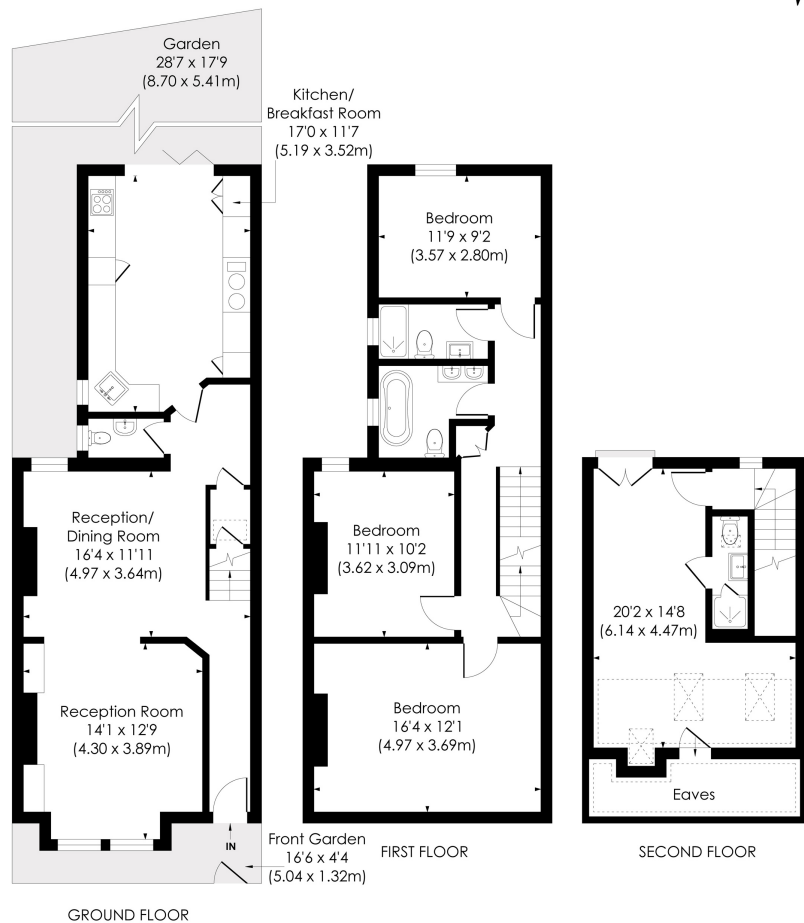 Garden
28'7 x 17'9
(8.70 x 5.41m)
Kitchen/
Breakfast Room
17'0 x 11'7
(5.19 x 3.52m)
Reception/
Dining Room
16'4 x 11'11
(4.97 x 3.64m)
Reception Room
14'1 x 12'9
(4.30 x 3.89m)
IN
Front Garden
16'6 x 4'4
(5.04 x 1.32m)
GROUND FLOOR
Bedroom
11'9 x 9'2
(3.57 x 2.80m)
Bedroom
11'11 x 10'2
(3.62 x 3.09m)
Bedroom
16'4 x 12'1
(4.97 x 3.69m)
FIRST FLOOR
20'2 x 14'8
(6.14 x 4.47m)
Eaves
SECOND FLOOR